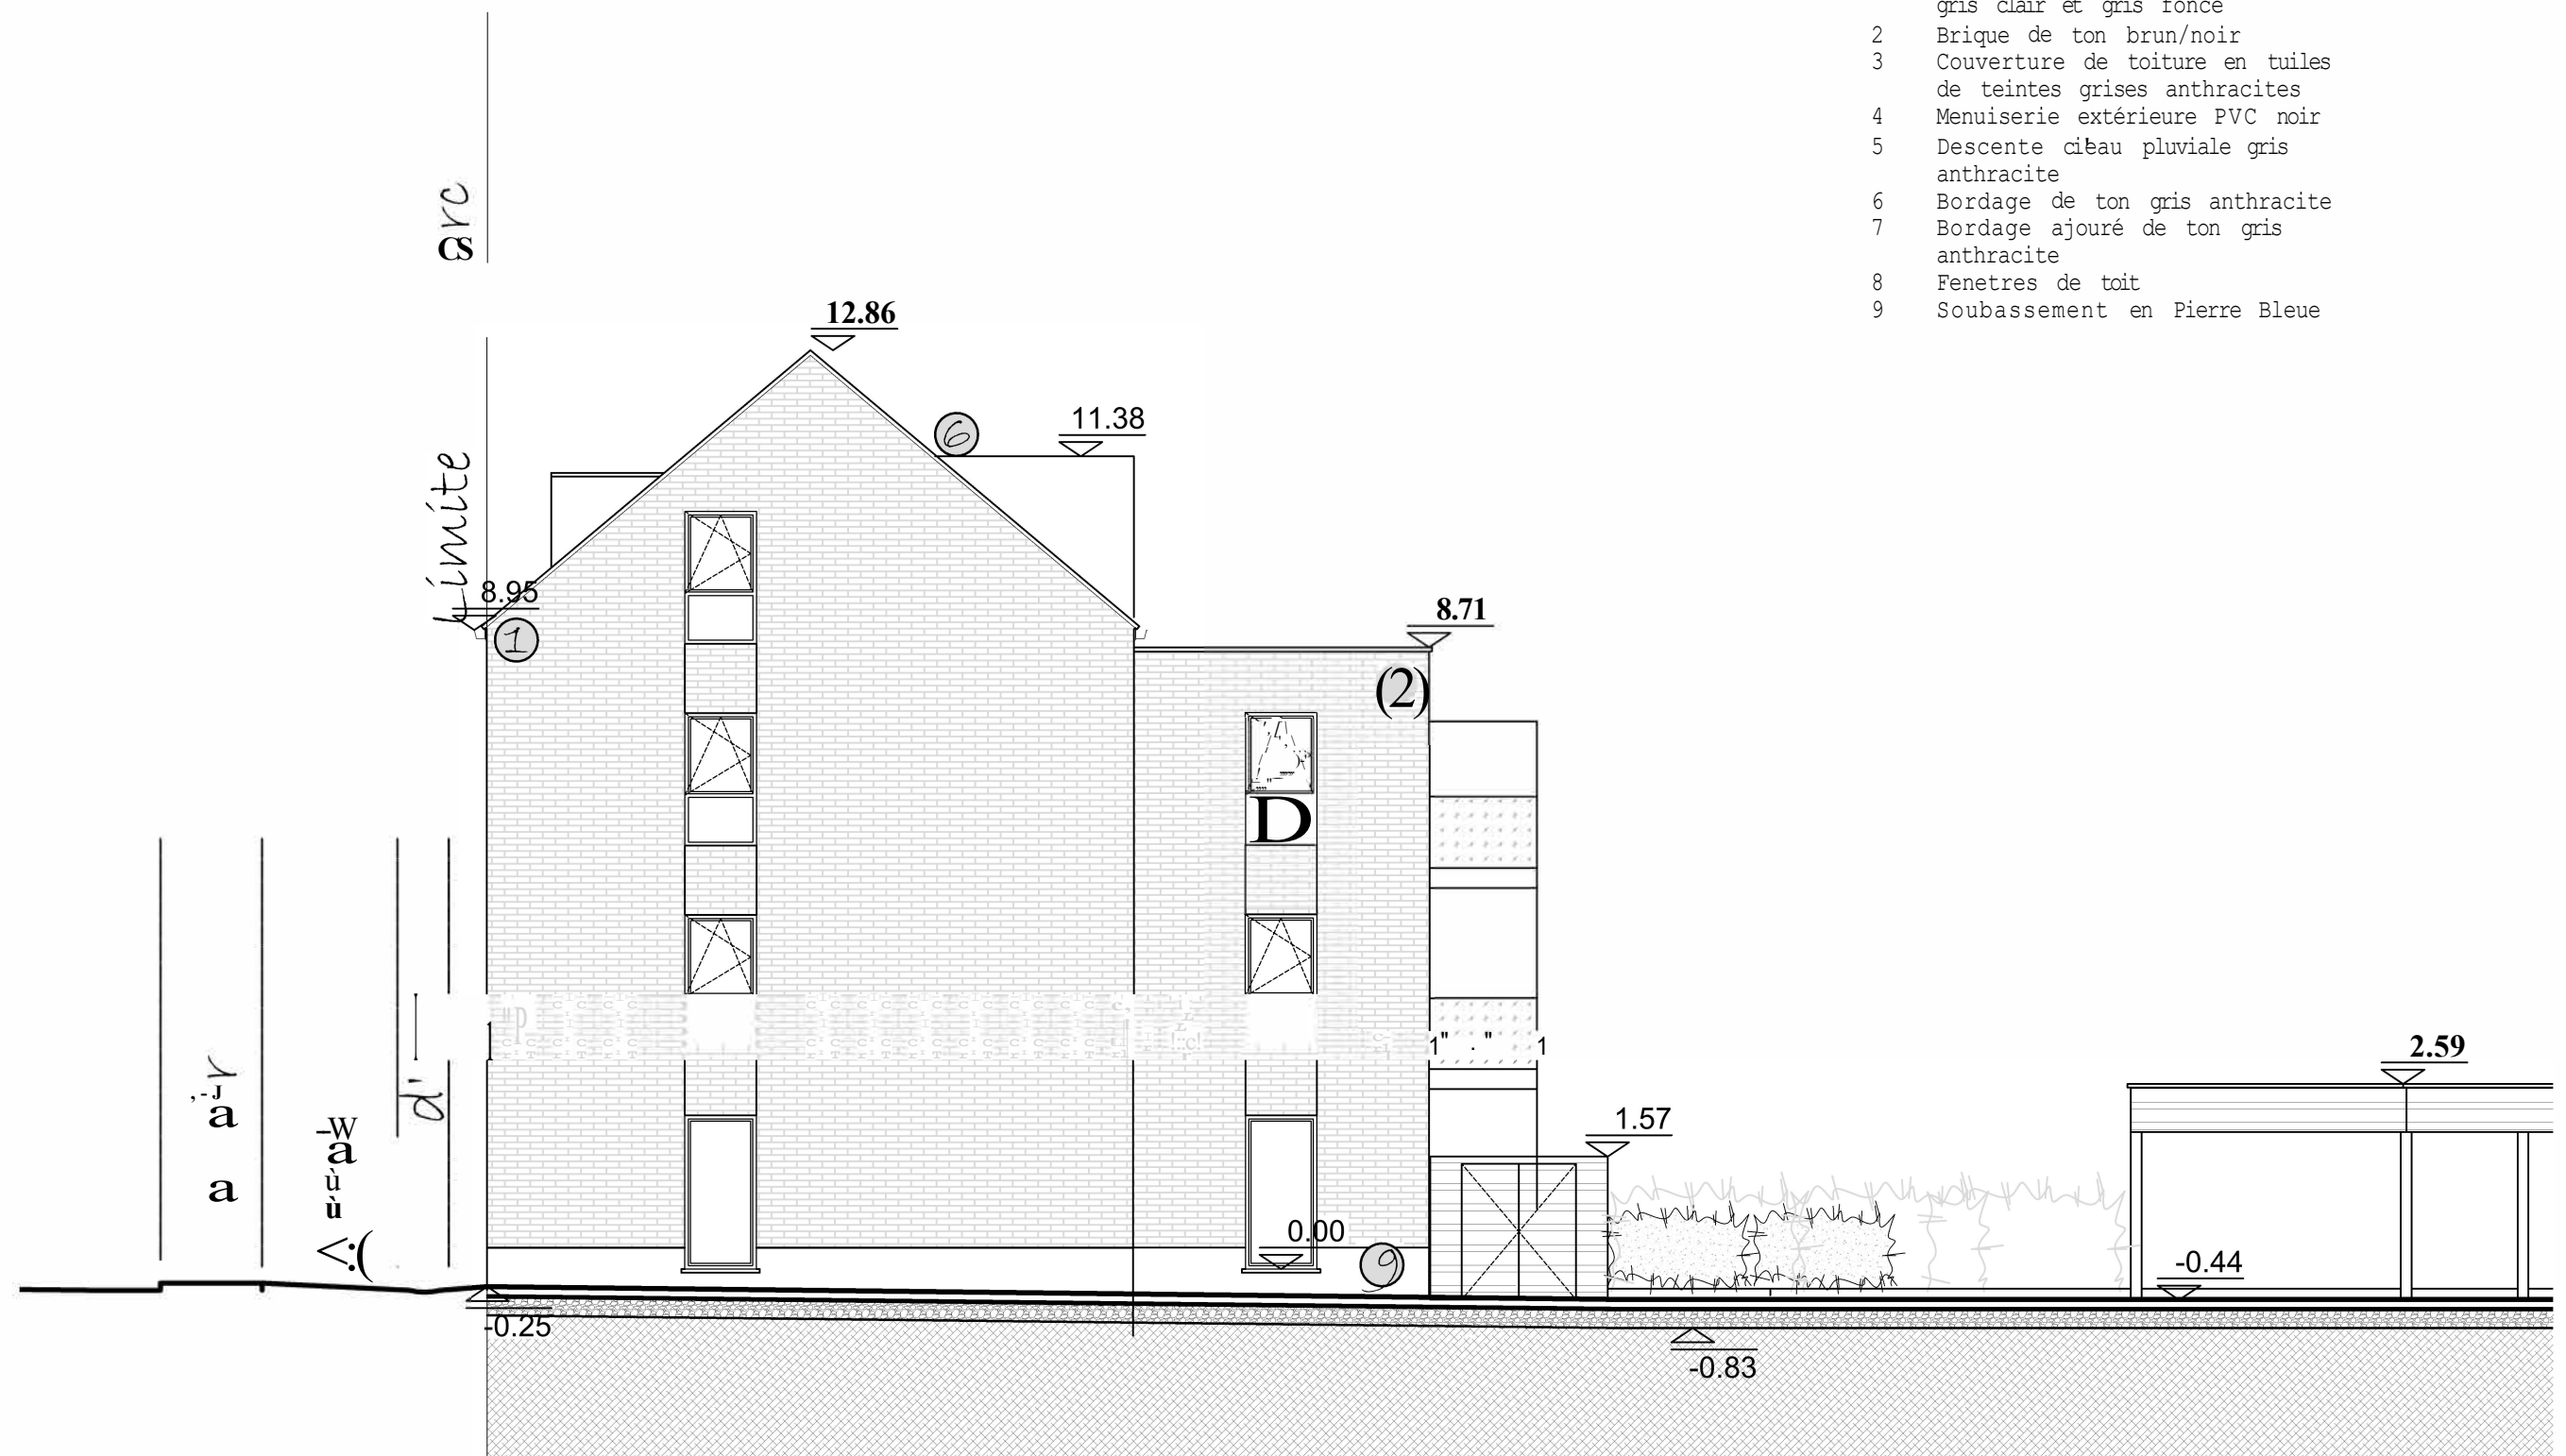 gris clair et gris foncé
2 Brique de ton brun/noir
3 Couverture de toiture en tuiles
de teintes grises anthracites
4 Menuiserie extérieure PVC noir
5 Descente pluviale gris
anthracite
6 Bordage de ton gris anthracite
7 Bordage ajouré de ton gris
anthracite
8 Fenetres de toit
9 Soubassement en Pierre Bleue
12.86
11.38
6
Limite
8.95
1
8.71
(2)
D
2.59
1.57
d'
0.00
9
-0.44
-0.25
-0.83